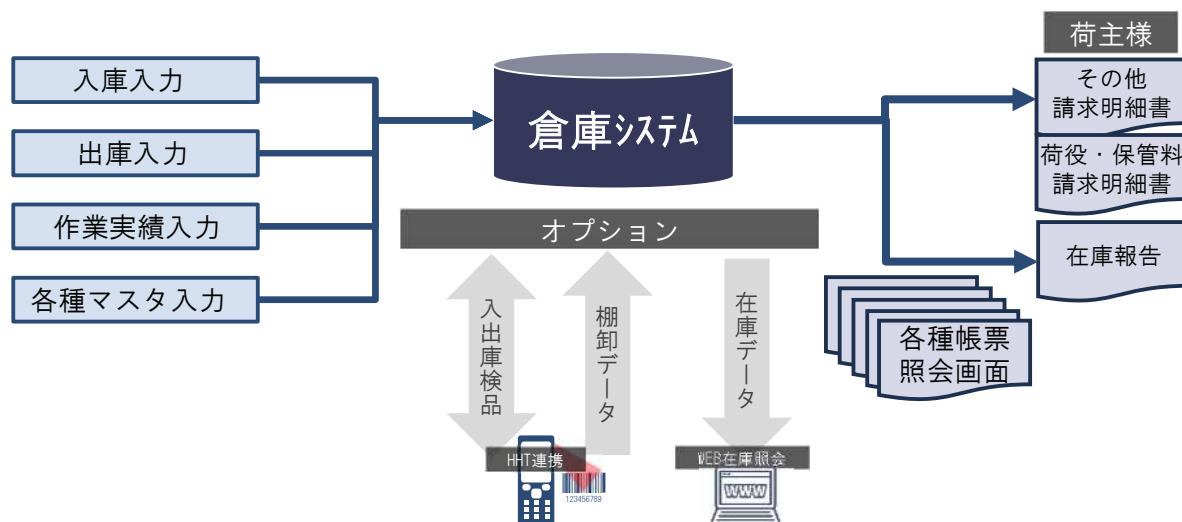 入庫入力
出庫入力
作業実績入力
各種マスタ入力
倉庫システム
オプション
入出庫検品
棚卸データ
在庫データ
HHT連携
123456789
WEB在庫照会
WWW
荷主様
その他
請求明細書
荷役・保管料
請求明細書
在庫報告
各種帳票
照会画面